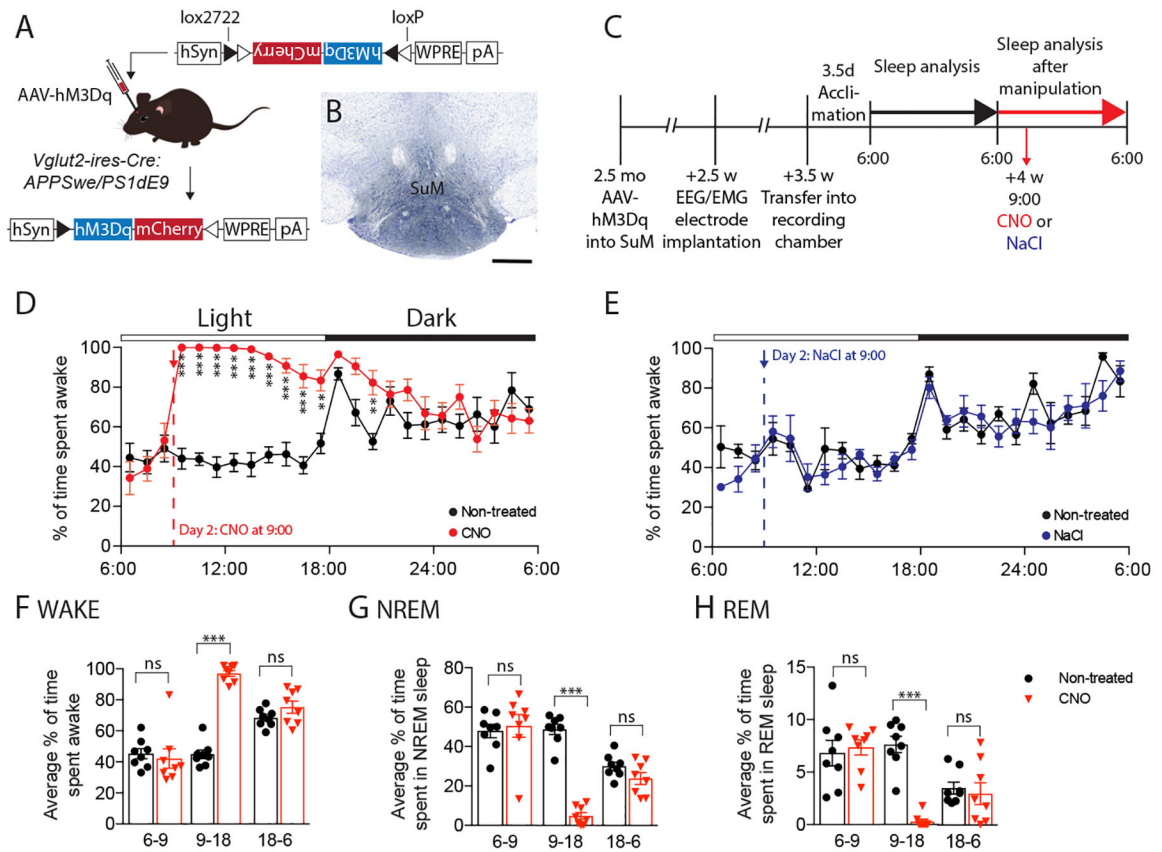 A
lox2722
loxP
hSyn
mCherry
hM3Dq
WPRE
pA
AAV-hM3Dq
Vglut2-ires-Cre:
APPSwe/PS1dE9
hSyn
hM3Dq
mCherry
WPRE
pA
B
SuM
C
3.5d
Accli-
mation
Sleep analysis
Sleep analysis
after
manipulation
6:00
6:00
6:00
2.5 mo
AAV-
hM3Dq
into SuM
+2.5 w
EEG/EMG
electrode
implantation
+3.5 w
Transfer into
recording
chamber
+4 w
9:00
CNO or
NaCl
D
Light
Dark
% of time spent awake
100
80
60
40
20
0
***
***
***
***
***
***
***
***
**
**
Day 2: CNO at 9:00
Non-treated
CNO
6:00
12:00
18:00
24:00
6:00
E
% of time spent awake
100
80
60
40
20
0
Day 2: NaCl at 9:00
Non-treated
NaCl
6:00
12:00
18:00
24:00
6:00
F WAKE
Average % of time
spent awake
100
80
60
40
20
0
ns
***
ns
6-9
9-18
18-6
G NREM
Average % of time
spent in NREM sleep
80
60
40
20
0
ns
***
ns
6-9
9-18
18-6
H REM
Average % of time
spent in REM sleep
15
10
5
0
ns
***
ns
6-9
9-18
18-6
Non-treated
CNO